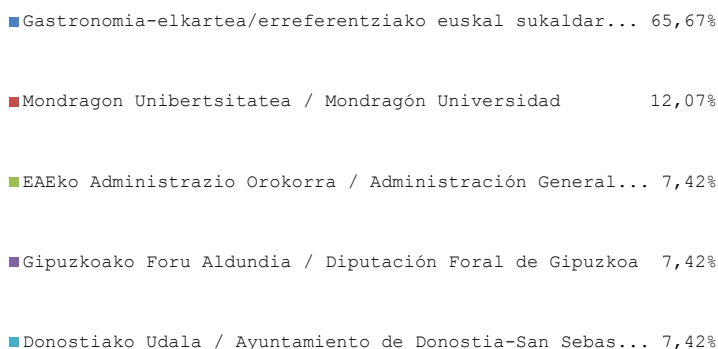 Gastronomia-elkartea/erreferentziako euskal sukaldar... 65,67%
Mondragon Unibertsitatea / Mondragón Universidad 12,07%
EAEko Administrazio Orokorra / Administración General... 7,42%
Gipuzkoako Foru Aldundia / Diputación Foral de Gipuzkoa 7,42%
Donostiako Udala / Ayuntamiento de Donostia-San Sebas... 7,42%